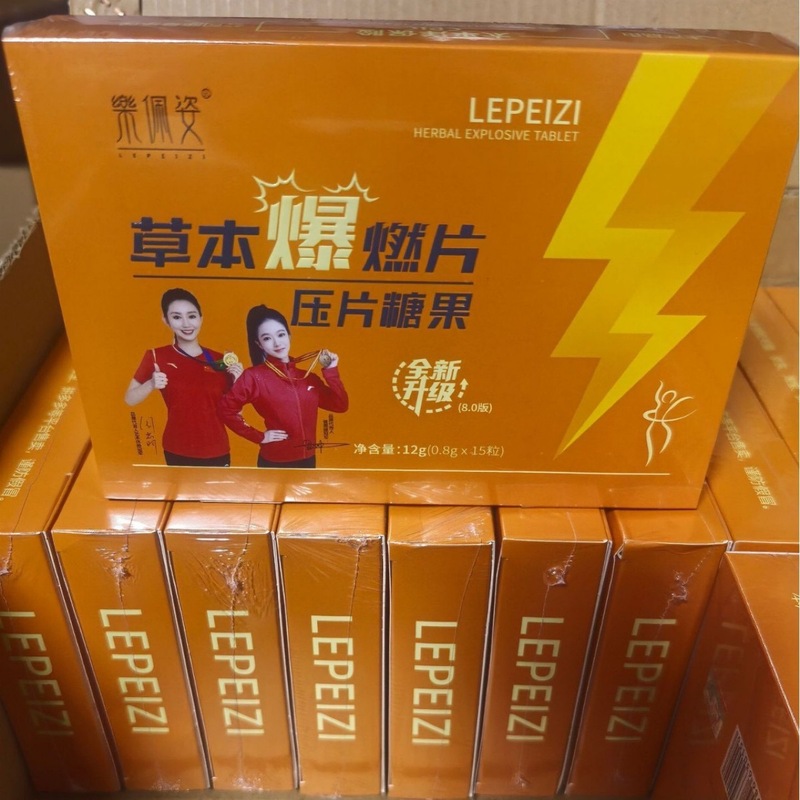 樂佩姿®
LEPEIZI
LEPEIZI
HERBAL EXPLOSIVE TABLET
草本爆燃片
压片糖果
全新
升级
(8.0版)
净含量：12g(0.8g x 15粒)
LEPEIZI
LEPEIZI
LEPEIZI
LEPEIZI
LEPEIZI
LEPEIZI
LEPEIZI
LEPEIZI